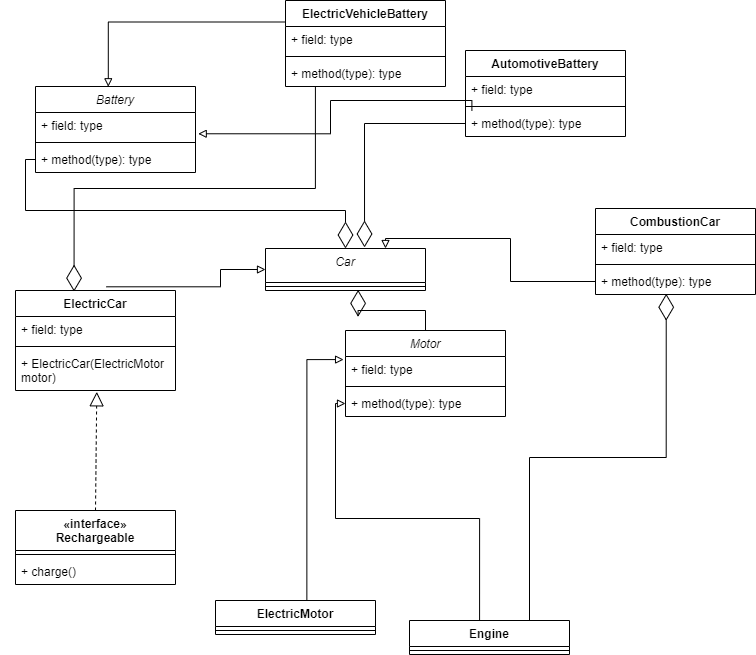 ElectricVehicleBattery
+ field: type
+ method(type): type
AutomotiveBattery
+ field: type
+ method(type): type
Battery
+ field: type
+ method(type): type
CombustionCar
+ field: type
+ method(type): type
Car
ElectricCar
+ field: type
+ ElectricCar(ElectricMotor
motor)
Motor
+ field: type
+ method(type): type
«interface»
Rechargeable
+ charge()
ElectricMotor
Engine